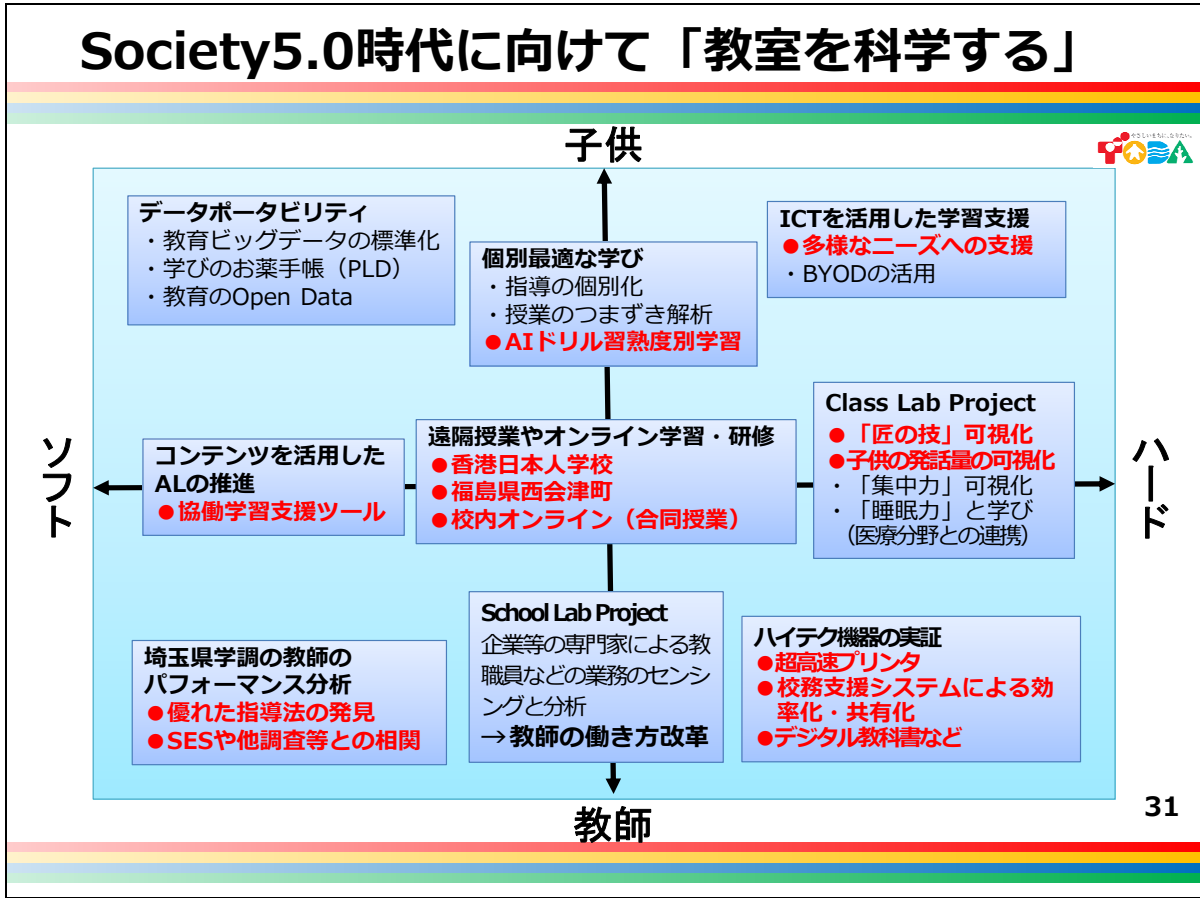 Society5.0時代に向けて「教室を科学する」
子供
やさしいまちに、なりたい。
TODA
データポータビリティ
・教育ビッグデータの標準化
・学びのお薬手帳（PLD）
・教育のOpen Data
個別最適な学び
・指導の個別化
・授業のつまずき解析
●AIドリル習熟度別学習
ICTを活用した学習支援
●多様なニーズへの支援
・BYODの活用
ソフト
コンテンツを活用した
ALの推進
●協働学習支援ツール
遠隔授業やオンライン学習・研修
●香港日本人学校
●福島県西会津町
●校内オンライン（合同授業）
Class Lab Project
●「匠の技」可視化
●子供の発話量の可視化
・「集中力」可視化
・「睡眠力」と学び
（医療分野との連携）
ハード
埼玉県学調の教師の
パフォーマンス分析
●優れた指導法の発見
●SESや他調査等との相関
School Lab Project
企業等の専門家による教
職員などの業務のセンシ
ングと分析
→教師の働き方改革
ハイテク機器の実証
●超高速プリンタ
●校務支援システムによる効
率化・共有化
●デジタル教科書など
教師
31